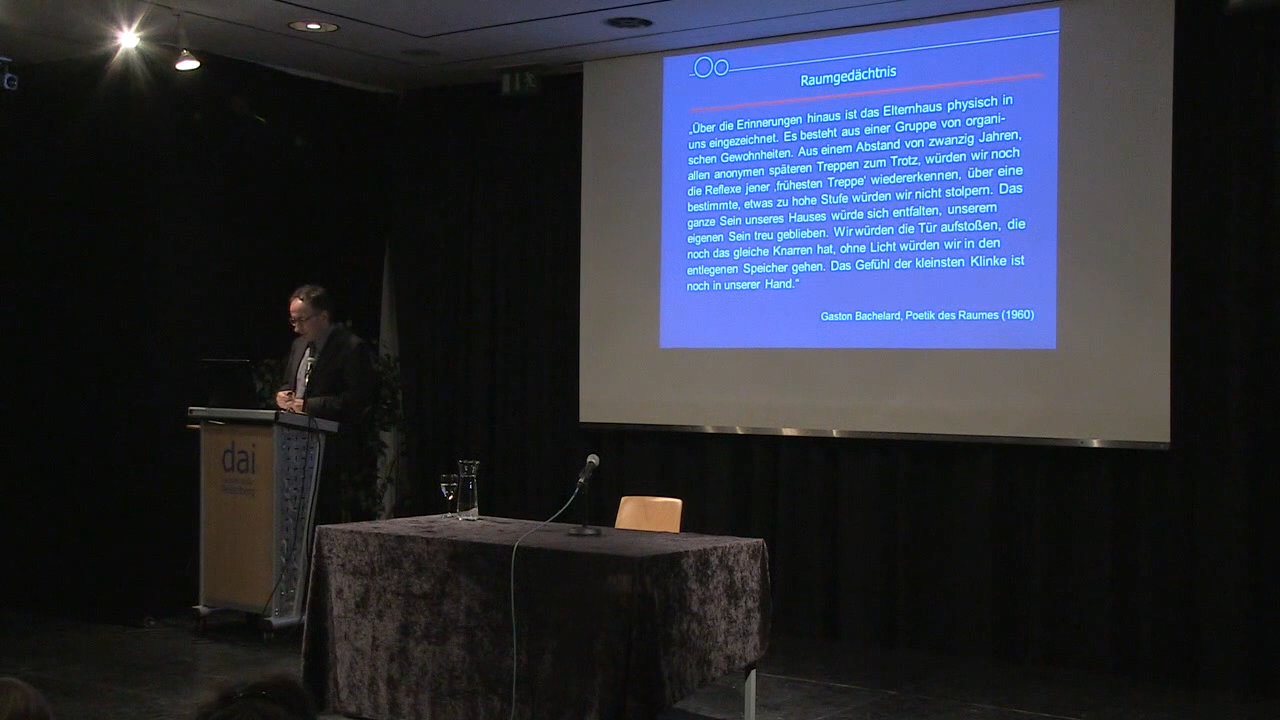 Raumgedächtnis
„Über die Erinnerungen hinaus ist das Elternhaus physisch in
uns eingezeichnet. Es besteht aus einer Gruppe von organi-
schen Gewohnheiten. Aus einem Abstand von zwanzig Jahren,
allen anonymen späteren Treppen zum Trotz, würden wir noch
die Reflexe jener ‚frühesten Treppe‘ wiedererkennen, über eine
bestimmte, etwas zu hohe Stufe würden wir nicht stolpern. Das
ganze Sein unseres Hauses würde sich entfalten, unserem
eigenen Sein treu geblieben. Wir würden die Tür aufstoßen, die
noch das gleiche Knarren hat, ohne Licht würden wir in den
entlegenen Speicher gehen. Das Gefühl der kleinsten Klinke ist
noch in unserer Hand.“
Gaston Bachelard, Poetik des Raumes (1960)
dai